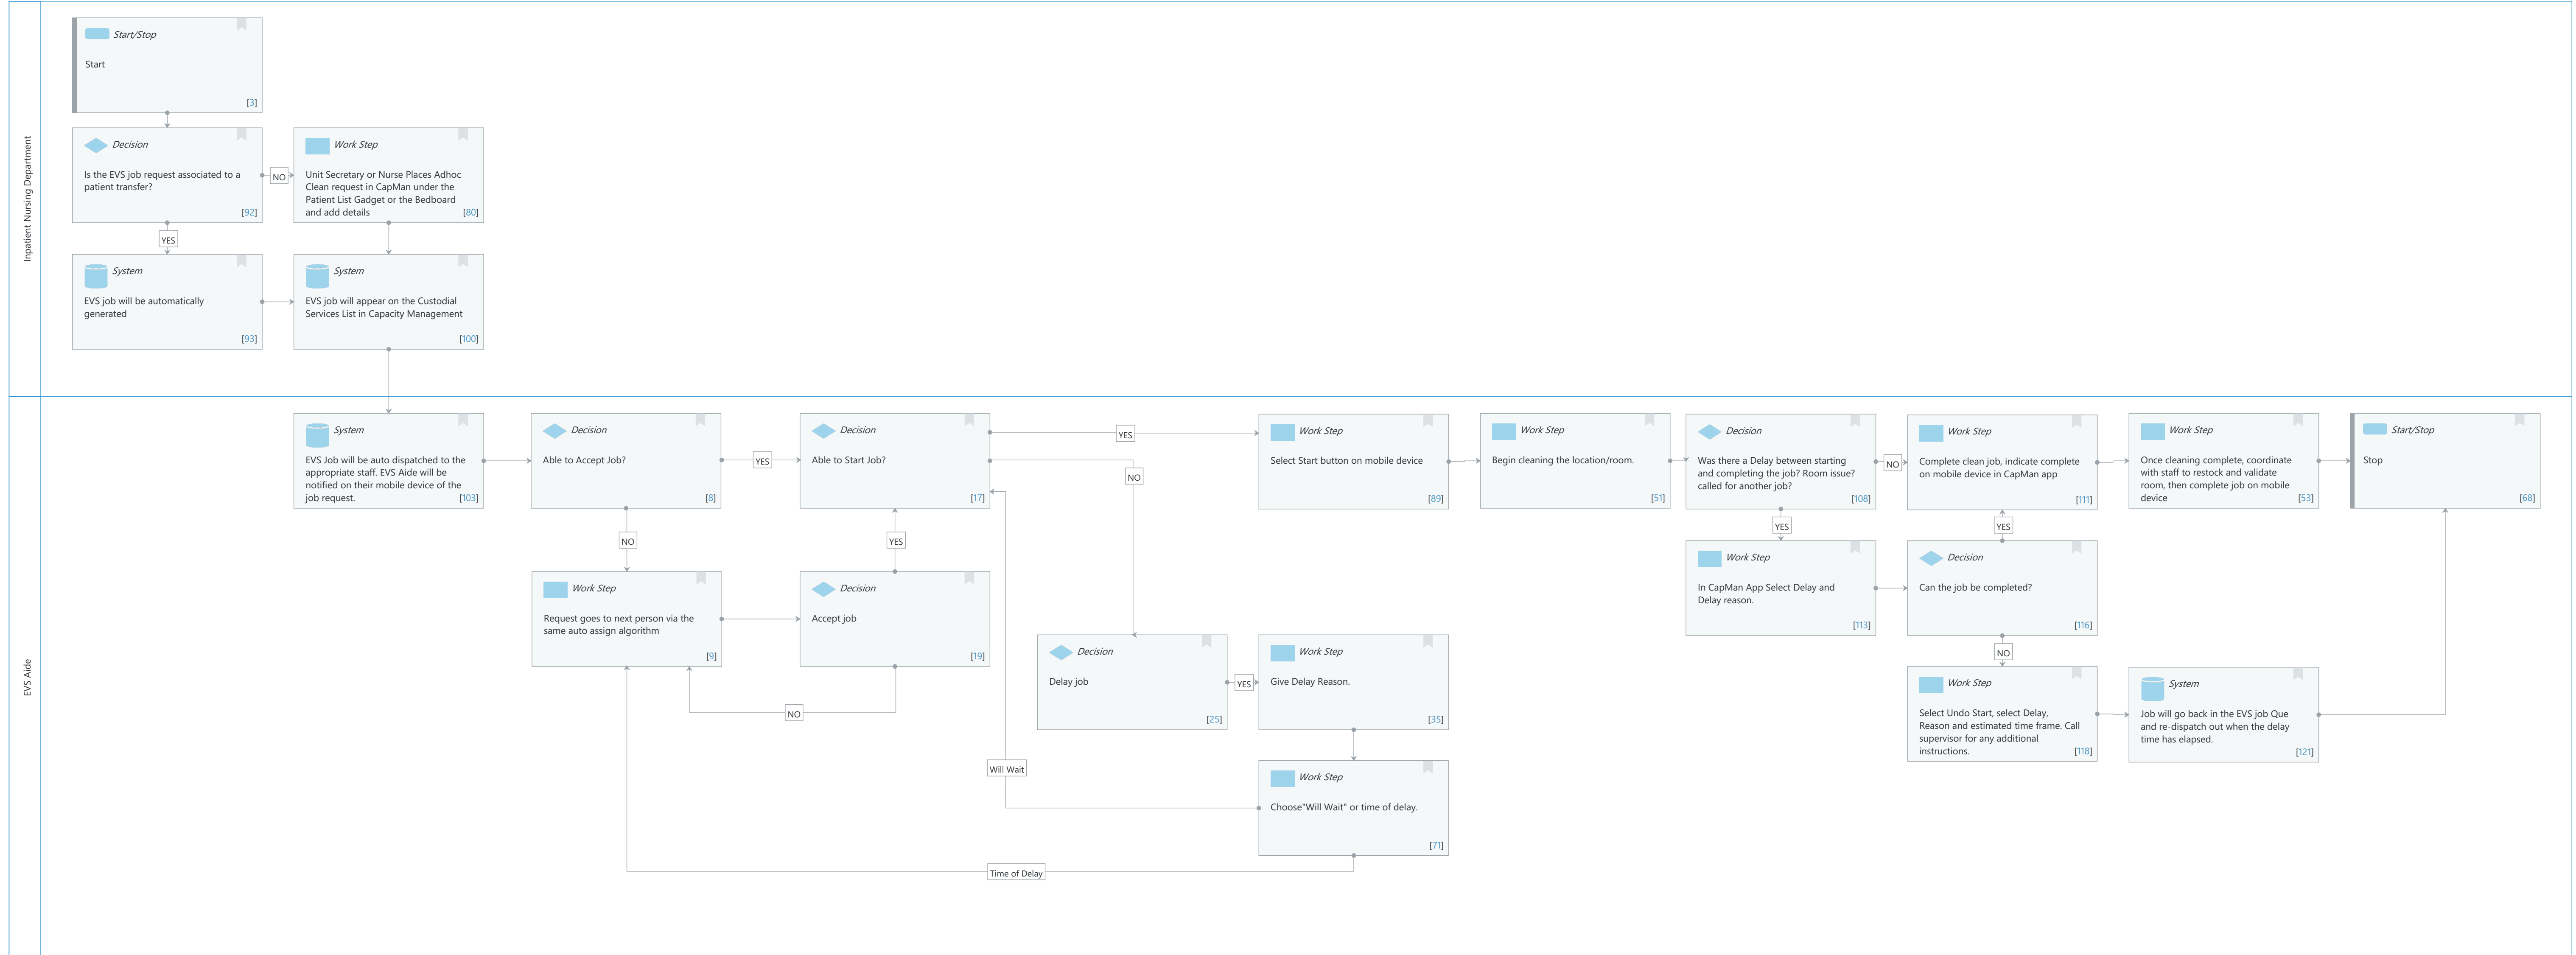 Inpatient Nursing Department
Start/Stop
Start
[3]
Decision
Is the EVS job request associated to a
patient transfer?
[92]
NO
Work Step
Unit Secretary or Nurse Places Adhoc
Clean request in CapMan under the
Patient List Gadget or the Bedboard
and add details
[80]
YES
System
EVS job will be automatically
generated
[93]
System
EVS job will appear on the Custodial
Services List in Capacity Management
[100]
EVS Aide
System
EVS Job will be auto dispatched to the
appropriate staff. EVS Aide will be
notified on their mobile device of the
job request.
[103]
Decision
Able to Accept Job?
[8]
YES
Decision
Able to Start Job?
[17]
YES
NO
Work Step
Select Start button on mobile device
[89]
Work Step
Begin cleaning the location/room.
[51]
Decision
Was there a Delay between starting
and completing the job? Room issue?
called for another job?
[108]
NO
Work Step
Complete clean job, indicate complete
on mobile device in CapMan app
[111]
Work Step
Once cleaning complete, coordinate
with staff to restock and validate
room, then complete job on mobile
device
[53]
Start/Stop
Stop
[68]
NO
YES
YES
YES
Work Step
Request goes to next person via the
same auto assign algorithm
[9]
Decision
Accept job
[19]
NO
Work Step
In CapMan App Select Delay and
Delay reason.
[113]
Decision
Can the job be completed?
[116]
NO
Decision
Delay job
[25]
YES
Work Step
Give Delay Reason.
[35]
Work Step
Select Undo Start, select Delay,
Reason and estimated time frame. Call
supervisor for any additional
instructions.
[118]
System
Job will go back in the EVS job Que
and re-dispatch out when the delay
time has elapsed.
[121]
Will Wait
Work Step
Choose"Will Wait" or time of delay.
[71]
Time of Delay